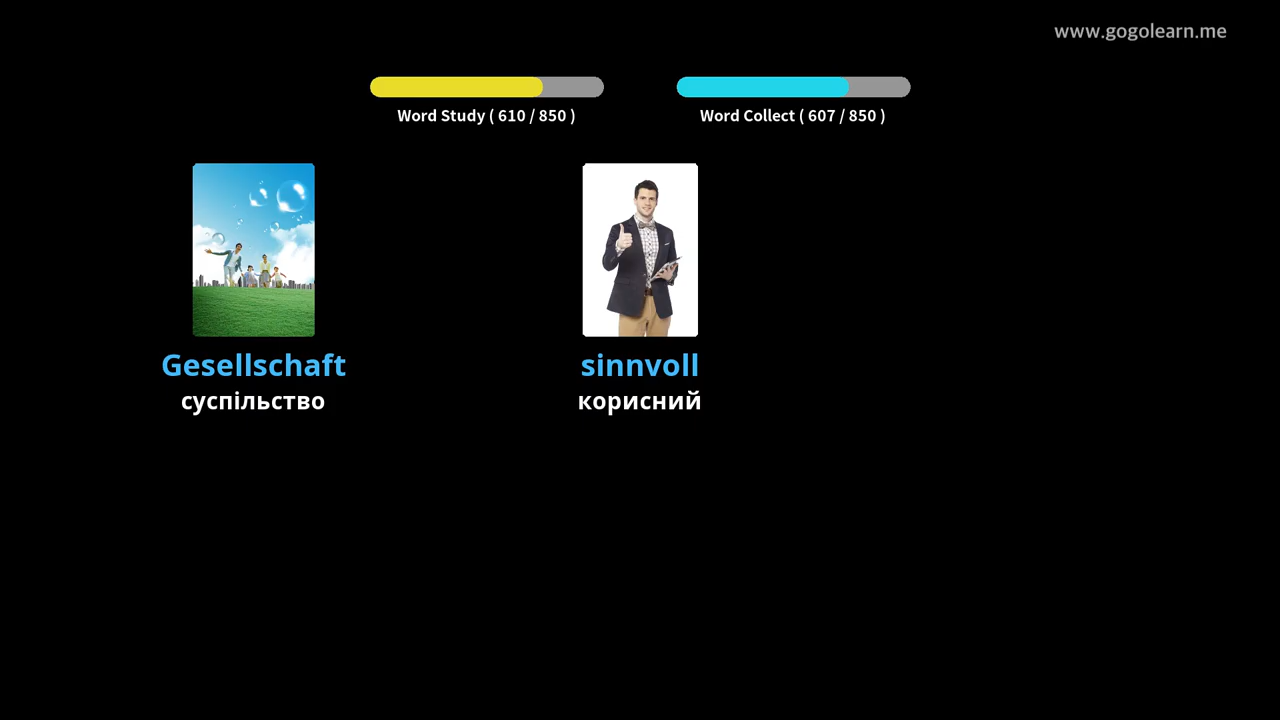 www.gogolearn.me
Word Study ( 610 / 850 )
Word Collect ( 607 / 850 )
Gesellschaft
суспільство
sinnvoll
корисний